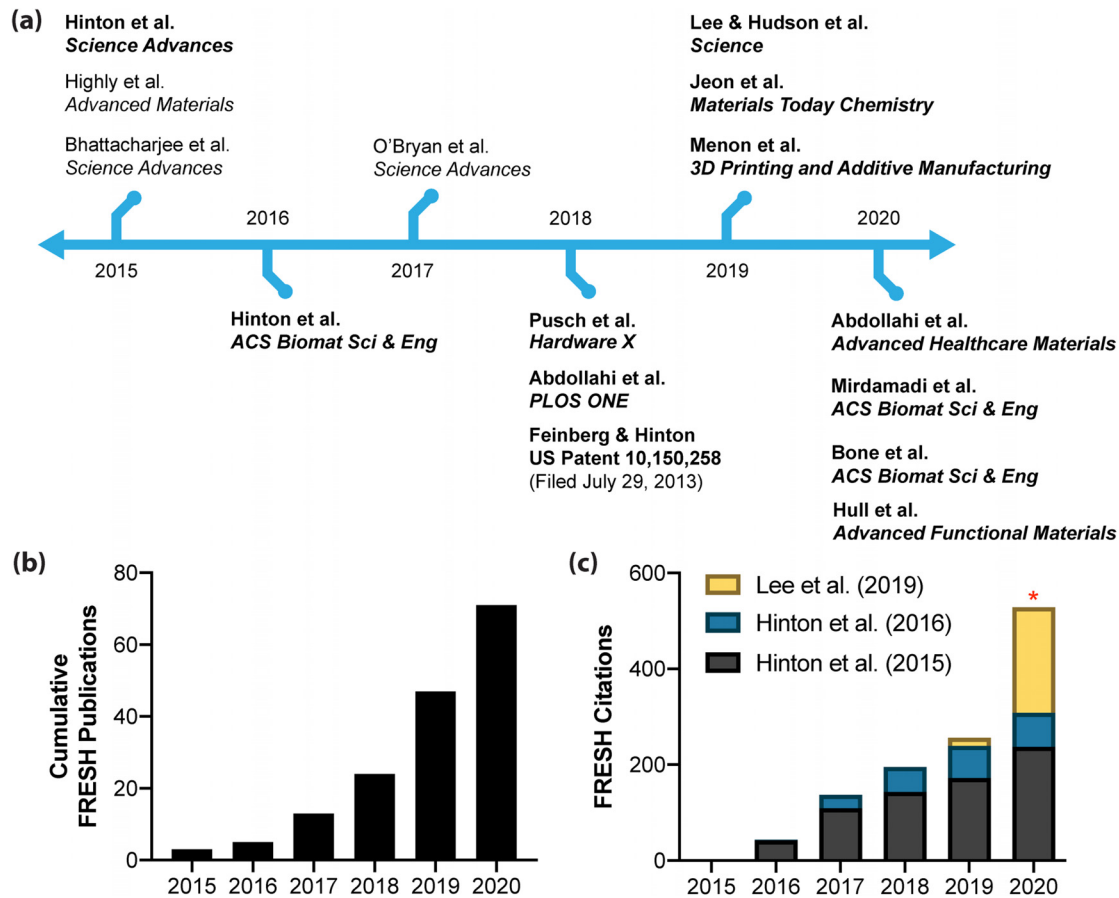 (a)
Hinton et al.
Science Advances
Highly et al.
Advanced Materials
Bhattacharjee et al.
Science Advances
O'Bryan et al.
Science Advances
Lee & Hudson et al.
Science
Jeon et al.
Materials Today Chemistry
Menon et al.
3D Printing and Additive Manufacturing
2016
2018
2020
2015
2017
2019
Hinton et al.
ACS Biomat Sci & Eng
Pusch et al.
Hardware X
Abdollahi et al.
PLOS ONE
Feinberg & Hinton
US Patent 10,150,258
(Filed July 29, 2013)
Abdollahi et al.
Advanced Healthcare Materials
Mirdamadi et al.
ACS Biomat Sci & Eng
Bone et al.
ACS Biomat Sci & Eng
Hull et al.
Advanced Functional Materials
(b)
Cumulative
FRESH Publications
80
60
40
20
0
2015 2016 2017 2018 2019 2020
(c)
FRESH Citations
600
400
200
0
Lee et al. (2019)
Hinton et al. (2016)
Hinton et al. (2015)
*
2015 2016 2017 2018 2019 2020